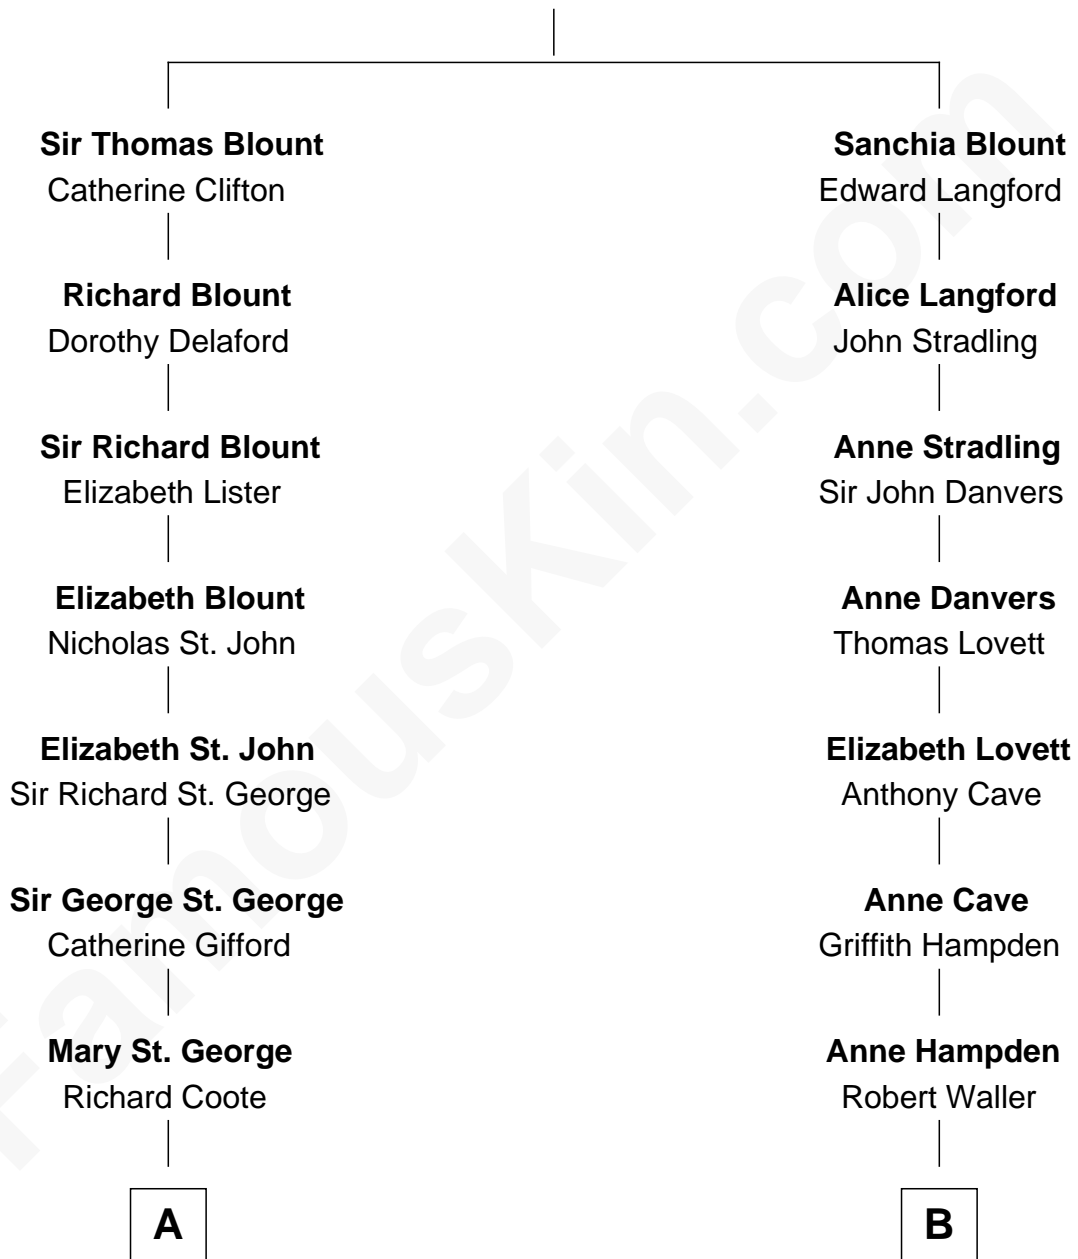 Sir Thomas Blount
Catherine Clifton
Richard Blount
Dorothy Delaford
Sir Richard Blount
Elizabeth Lister
Elizabeth Blount
Nicholas St. John
Elizabeth St. John
Sir Richard St. George
Sir George St. George
Catherine Gifford
Mary St. George
Richard Coote
A
Sanchia Blount
Edward Langford
Alice Langford
John Stradling
Anne Stradling
Sir John Danvers
Anne Danvers
Thomas Lovett
Elizabeth Lovett
Anthony Cave
Anne Cave
Griffith Hampden
Anne Hampden
Robert Waller
B
FamousKin.com